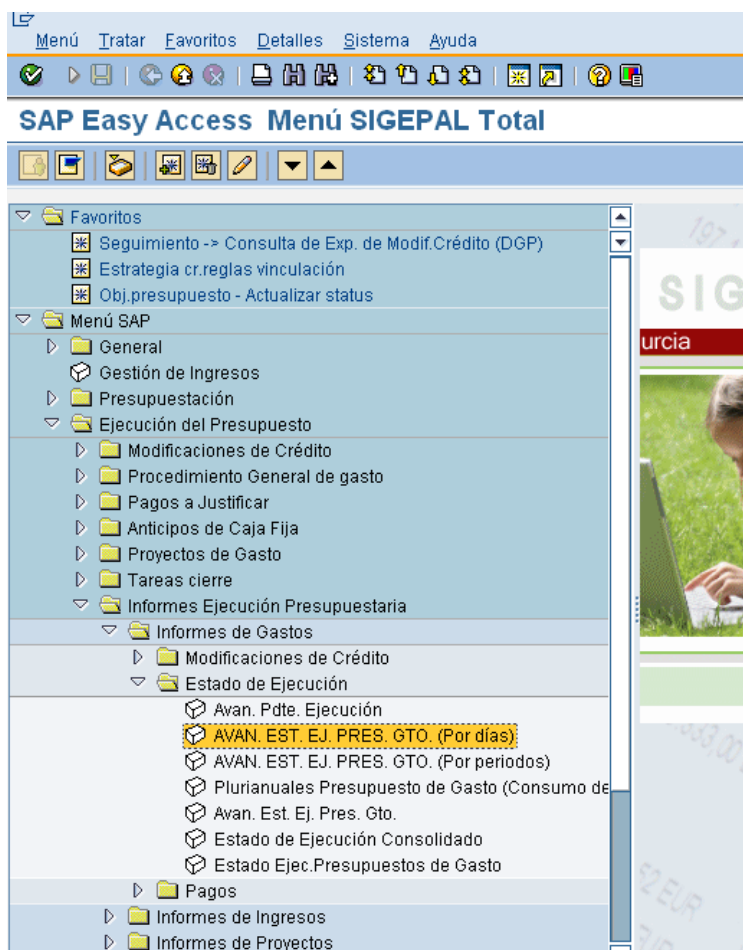 Menú Tratar Favoritos Detalles Sistema Ayuda
SAP Easy Access Menú SIGEPAL Total
Favoritos
Seguimiento -> Consulta de Exp. de Modif.Crédito (DGP)
Estrategia cr.reglas vinculación
Obj.presupuesto - Actualizar status
Menú SAP
General
Gestión de Ingresos
Presupuestación
Ejecución del Presupuesto
Modificaciones de Crédito
Procedimiento General de gasto
Pagos a Justificar
Anticipos de Caja Fija
Proyectos de Gasto
Tareas cierre
Informes Ejecución Presupuestaria
Informes de Gastos
Modificaciones de Crédito
Estado de Ejecución
Avan. Pdte. Ejecución
AVAN. EST. EJ. PRES. GTO. (Por días)
AVAN. EST. EJ. PRES. GTO. (Por periodos)
Plurianuales Presupuesto de Gasto (Consumo de
Avan. Est. Ej. Pres. Gto.
Estado de Ejecución Consolidado
Estado Ejec.Presupuestos de Gasto
Pagos
Informes de Ingresos
Informes de Proyectos
SIG
urcia
52 EUR